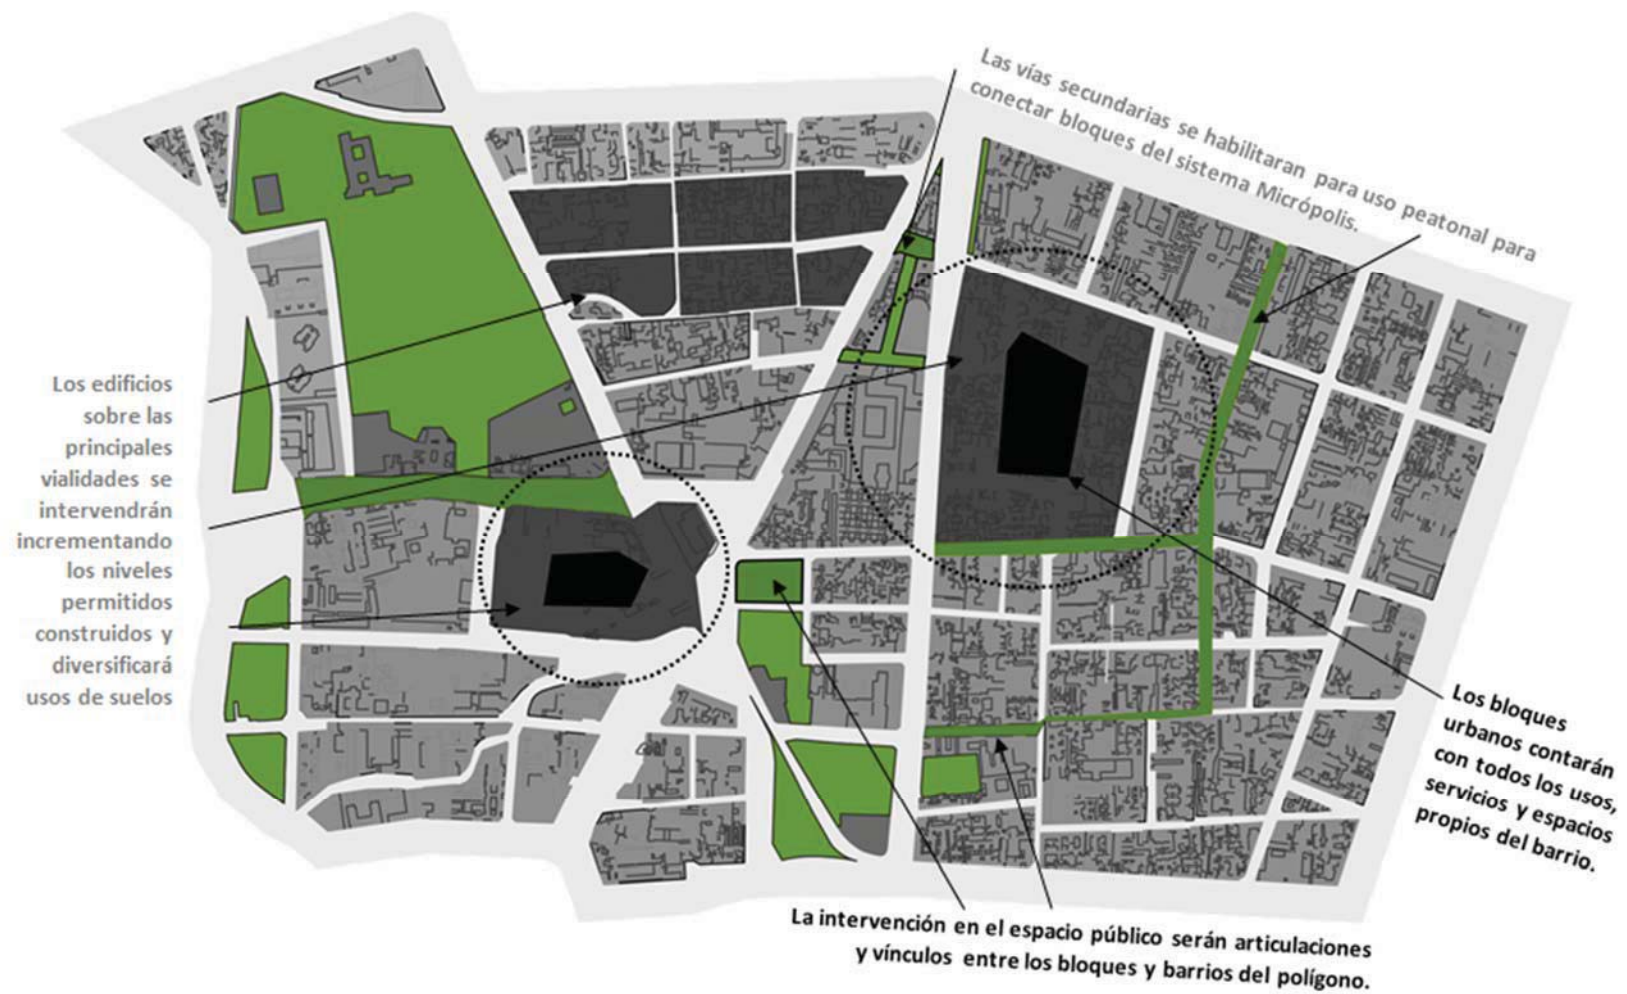 Las vías secundarias se habilitaran para uso peatonal para
conectar bloques del sistema Micrópolis.
Los edificios
sobre las
principales
vialidades se
intervendrán
incrementando
los niveles
permitidos
construidos y
diversificará
usos de suelos
Los bloques
urbanos contarán
con todos los usos,
servicios y espacios
propios del barrio.
La intervención en el espacio público serán articulaciones
y vínculos entre los bloques y barrios del polígono.